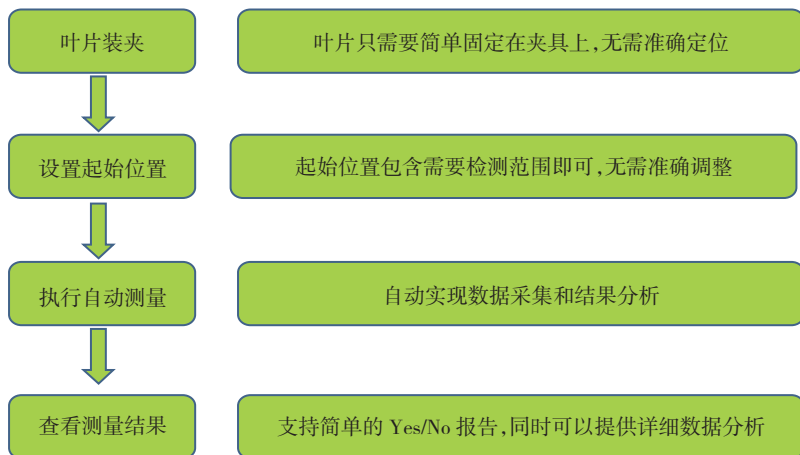 叶片装夹
叶片只需要简单固定在夹具上,无需准确定位
设置起始位置
起始位置包含需要检测范围即可,无需准确调整
执行自动测量
自动实现数据采集和结果分析
查看测量结果
支持简单的 Yes/No 报告,同时可以提供详细数据分析